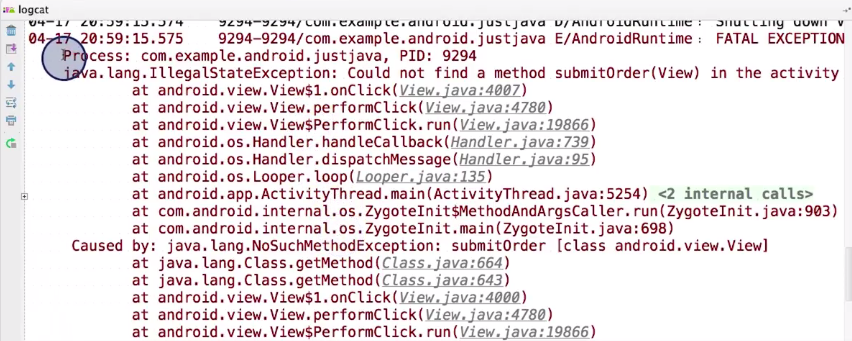 logcat
04-17 20:59:15.574    9294-9294/com.example.android.justjava D/AndroidRuntime: Shutting down V
04-17 20:59:15.575    9294-9294/com.example.android.justjava E/AndroidRuntime: FATAL EXCEPTION
Process: com.example.android.justjava, PID: 9294
java.lang.IllegalStateException: Could not find a method submitOrder(View) in the activity
at android.view.View$1.onClick(View.java:4007)
at android.view.View.performClick(View.java:4780)
at android.view.View$PerformClick.run(View.java:19866)
at android.os.Handler.handleCallback(Handler.java:739)
at android.os.Handler.dispatchMessage(Handler.java:95)
at android.os.Looper.loop(Looper.java:135)
at android.app.ActivityThread.main(ActivityThread.java:5254) <2 internal calls>
at com.android.internal.os.ZygoteInit$MethodAndArgsCaller.run(ZygoteInit.java:903)
at com.android.internal.os.ZygoteInit.main(ZygoteInit.java:698)
Caused by: java.lang.NoSuchMethodException: submitOrder [class android.view.View]
at java.lang.Class.getMethod(Class.java:664)
at java.lang.Class.getMethod(Class.java:643)
at android.view.View$1.onClick(View.java:4000)
at android.view.View.performClick(View.java:4780)
at android.view.View$PerformClick.run(View.java:19866)